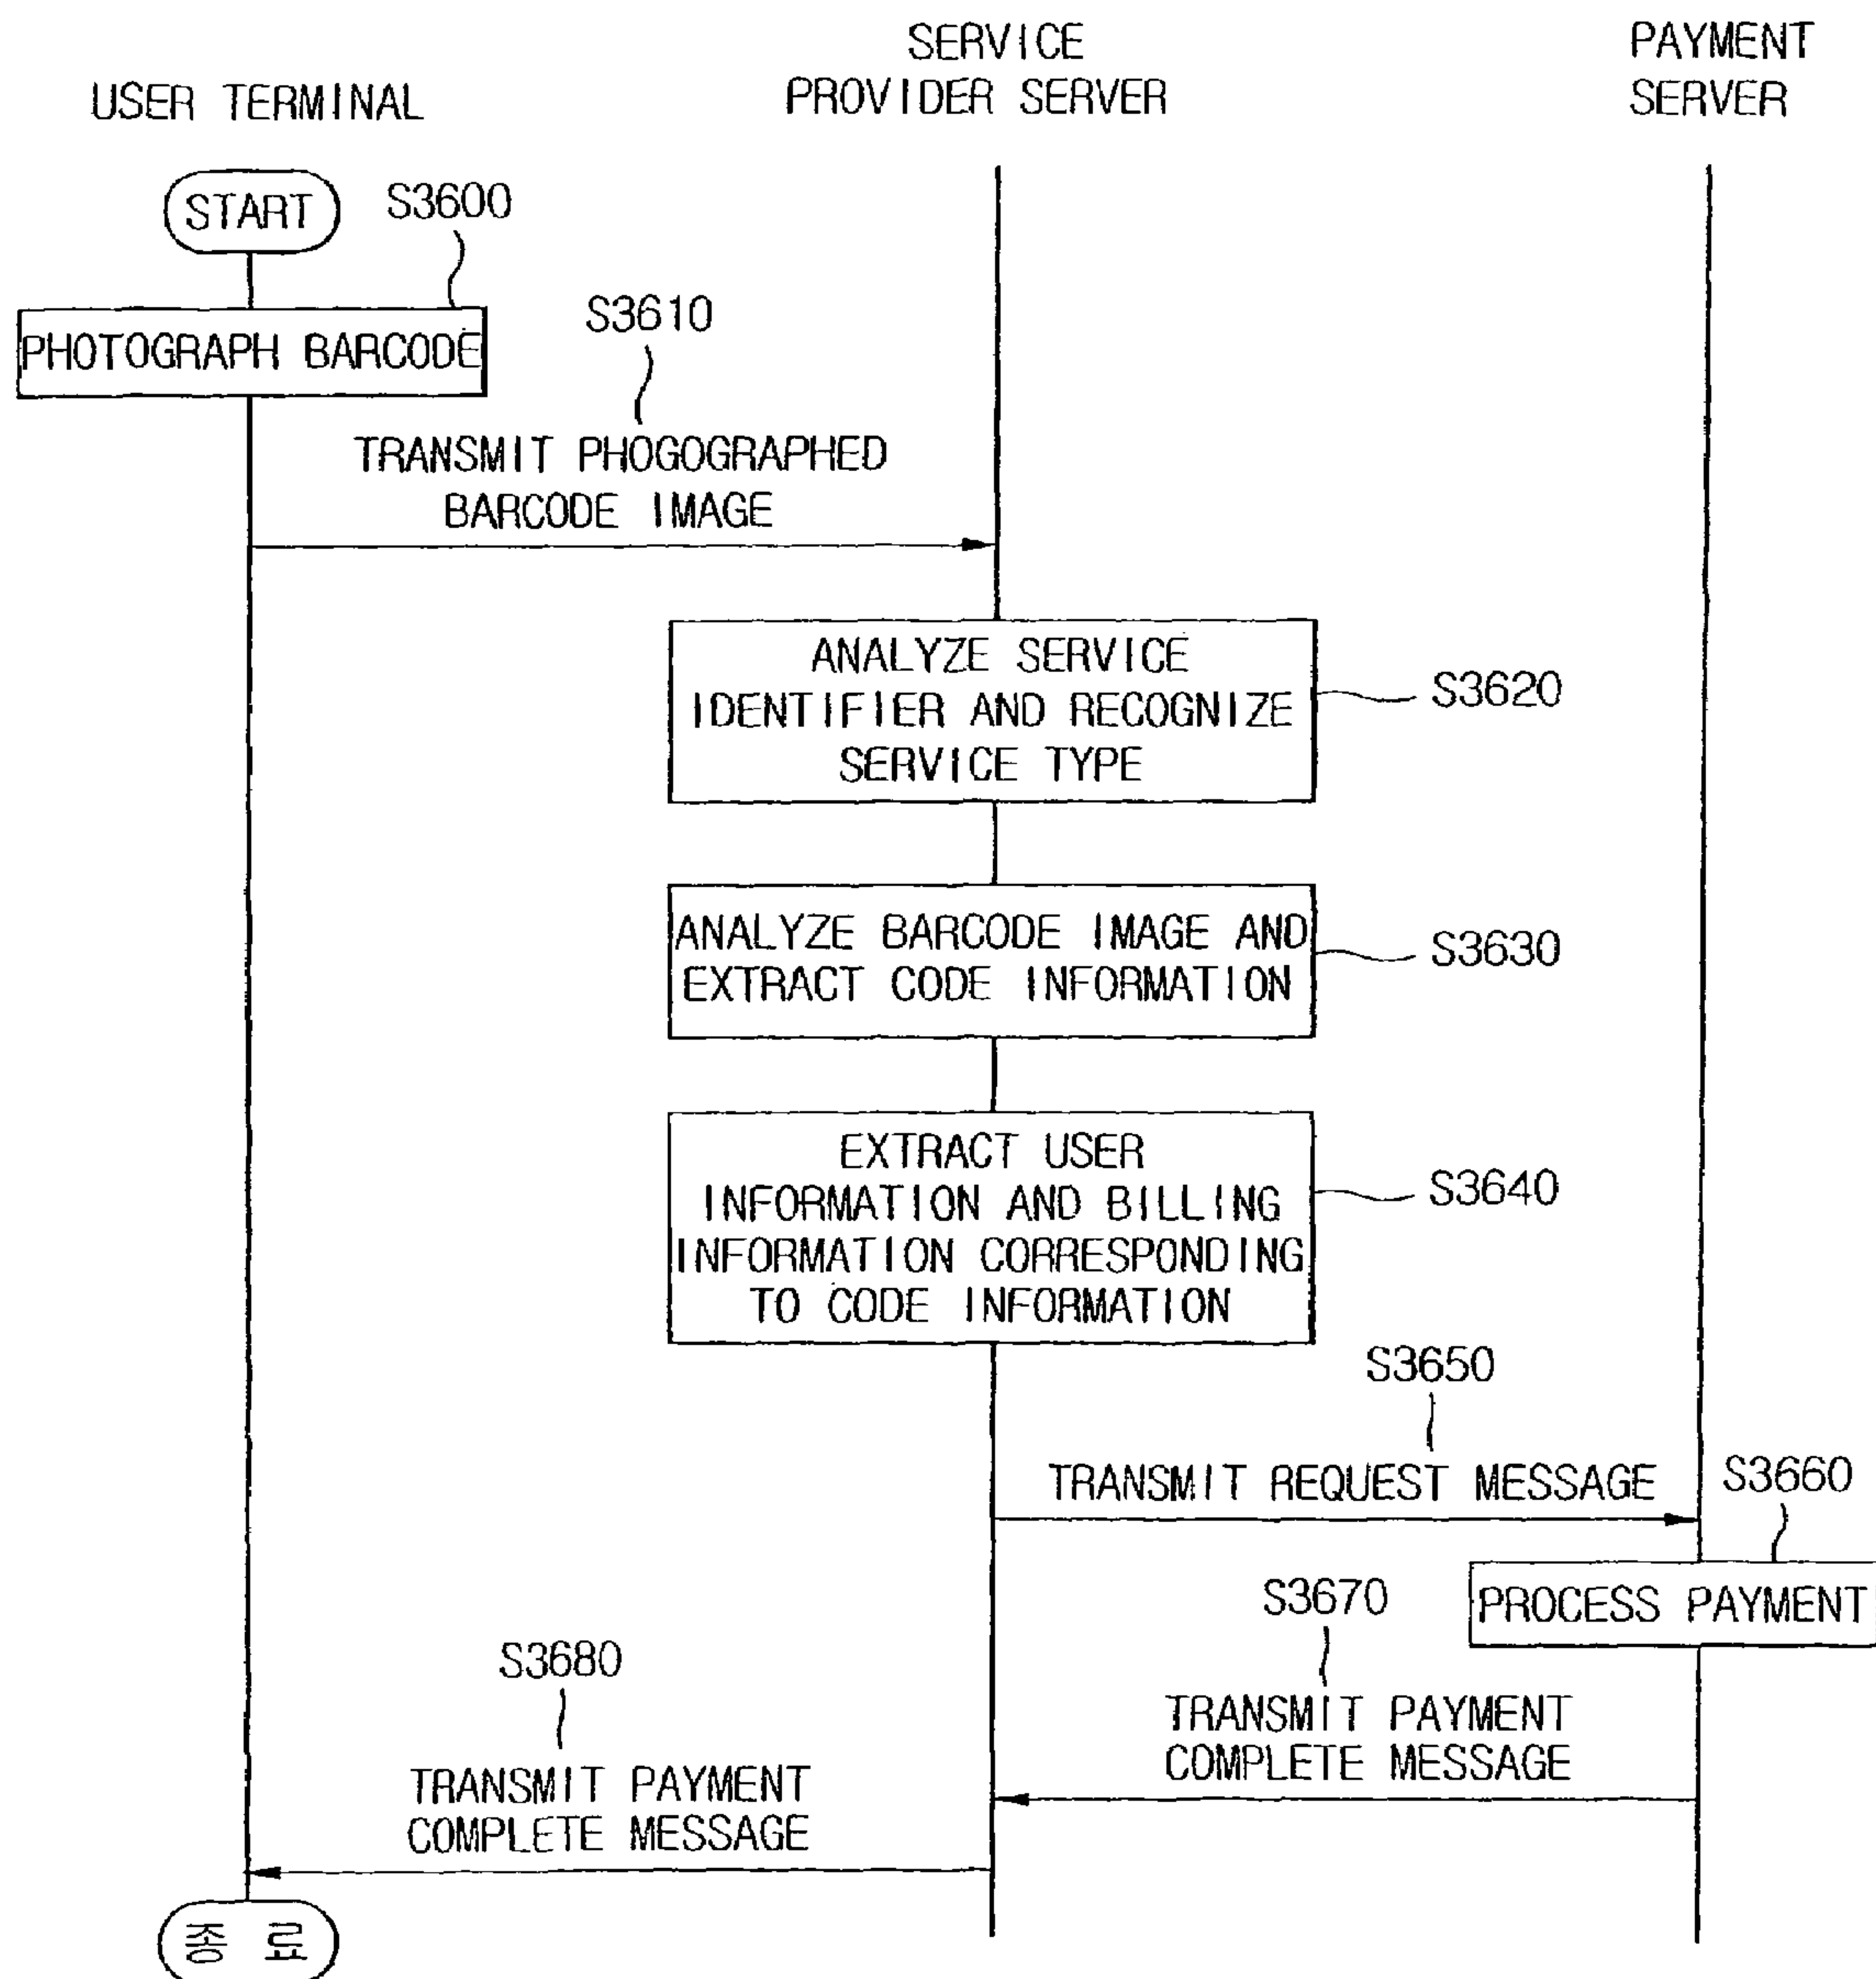 SERVICE
PROVIDER SERVER
PAYMENT
SERVER
USER TERMINAL
START
S3600
PHOTOGRAPH BARCODE
S3610
TRANSMIT PHOGOGRAPHED
BARCODE IMAGE
ANALYZE SERVICE
IDENTIFIER AND RECOGNIZE
SERVICE TYPE
S3620
ANALYZE BARCODE IMAGE AND
EXTRACT CODE INFORMATION
S3630
EXTRACT USER
INFORMATION AND BILLING
INFORMATION CORRESPONDING
TO CODE INFORMATION
S3640
S3650
TRANSMIT REQUEST MESSAGE
S3660
PROCESS PAYMENT
S3670
TRANSMIT PAYMENT
COMPLETE MESSAGE
S3680
TRANSMIT PAYMENT
COMPLETE MESSAGE
종 료